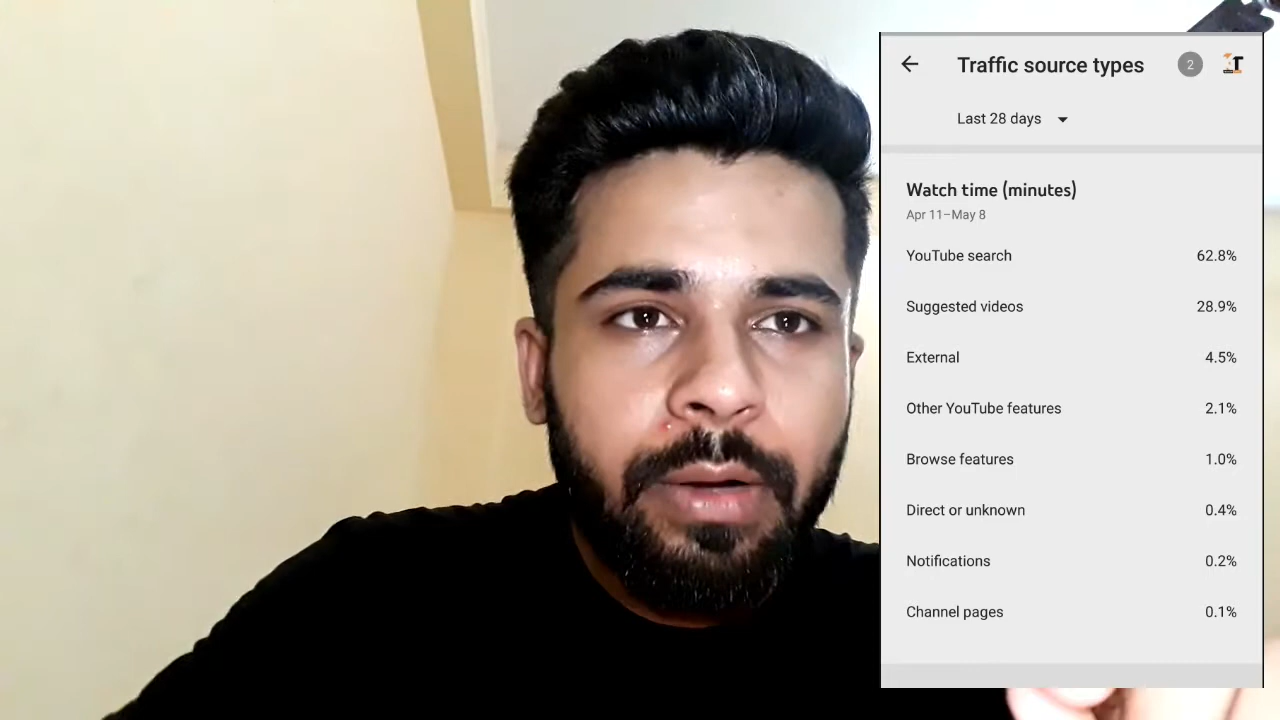 Traffic source types
2
Last 28 days
Watch time (minutes)
Apr 11–May 8
YouTube search 62.8%
Suggested videos 28.9%
External 4.5%
Other YouTube features 2.1%
Browse features 1.0%
Direct or unknown 0.4%
Notifications 0.2%
Channel pages 0.1%